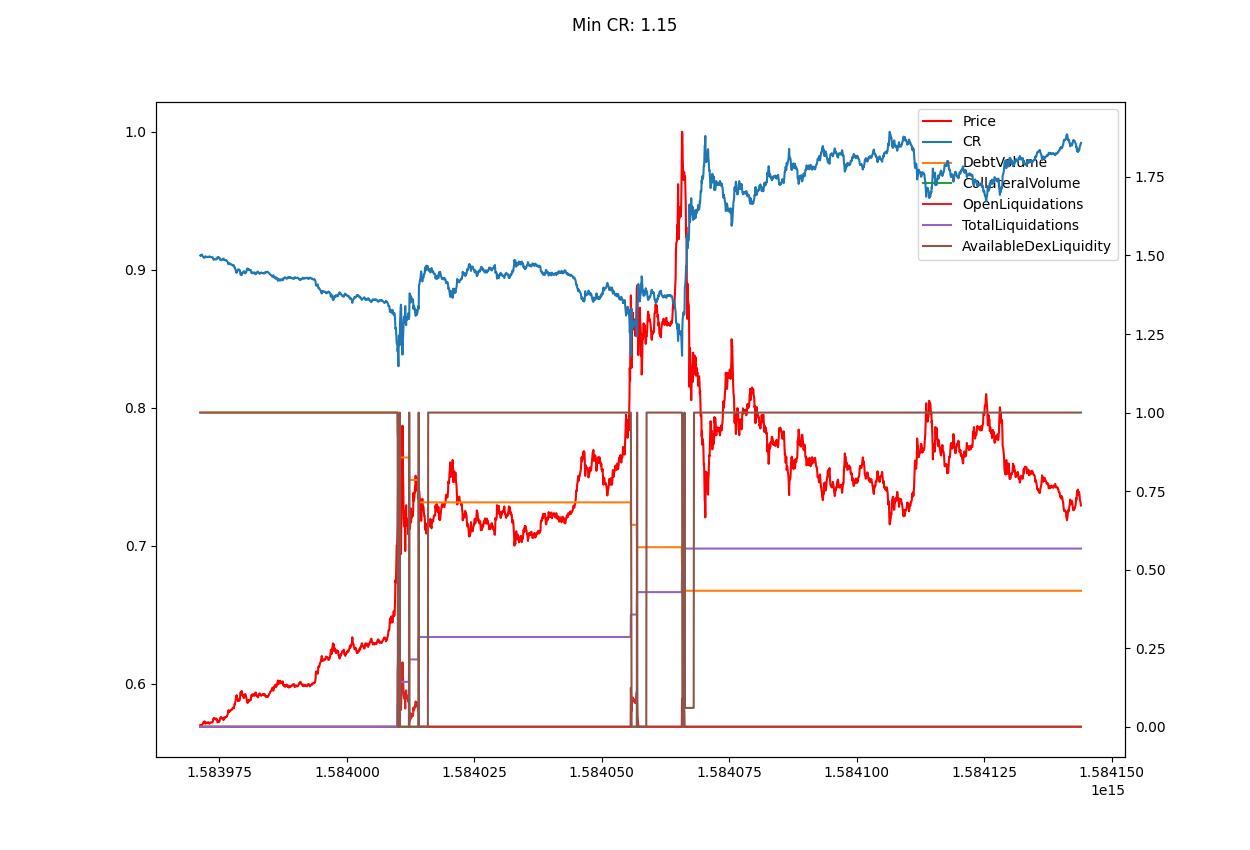 Min CR: 1.15
1.0
0.9
0.8
0.7
0.6
Price
CR
DebtVolume
CollateralVolume
OpenLiquidations
TotalLiquidations
AvailableDexLiquidity
1.75
1.50
1.25
1.00
0.75
0.50
0.25
0.00
1.583975 1.584000 1.584025 1.584050 1.584075 1.584100 1.584125 1.584150
1e15